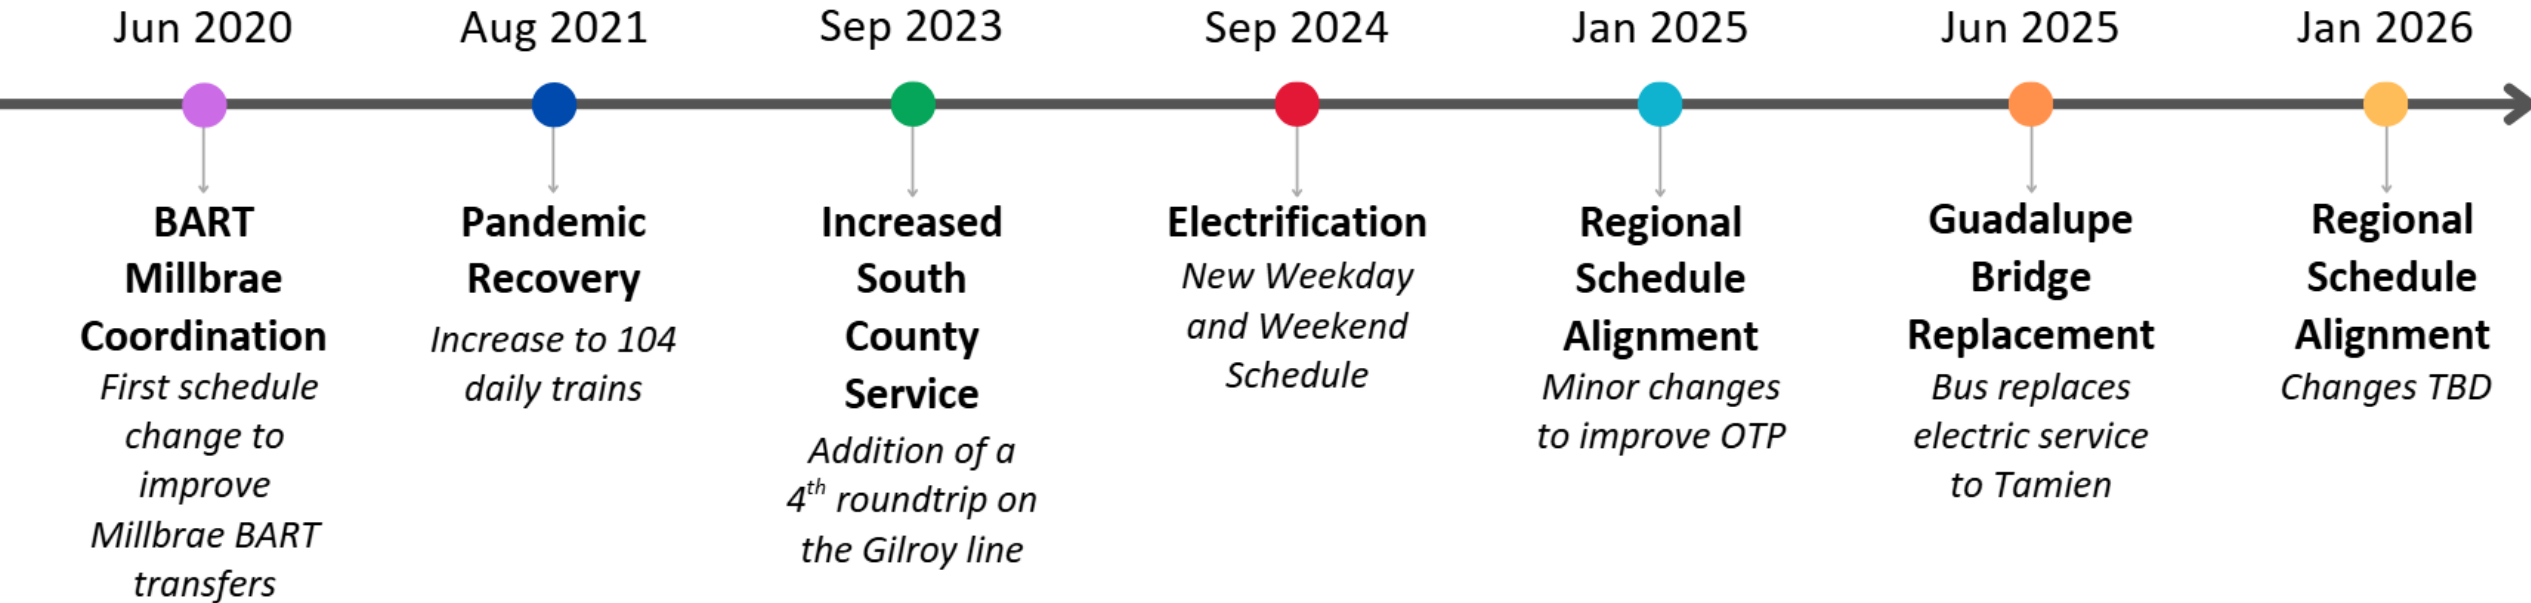 Jun 2020
BART
Millbrae
Coordination
First schedule
change to
improve
Millbrae BART
transfers
Aug 2021
Pandemic
Recovery
Increase to 104
daily trains
Sep 2023
Increased
South
County
Service
Addition of a
4th roundtrip on
the Gilroy line
Sep 2024
Electrification
New Weekday
and Weekend
Schedule
Jan 2025
Regional
Schedule
Alignment
Minor changes
to improve OTP
Jun 2025
Guadalupe
Bridge
Replacement
Bus replaces
electric service
to Tamien
Jan 2026
Regional
Schedule
Alignment
Changes TBD